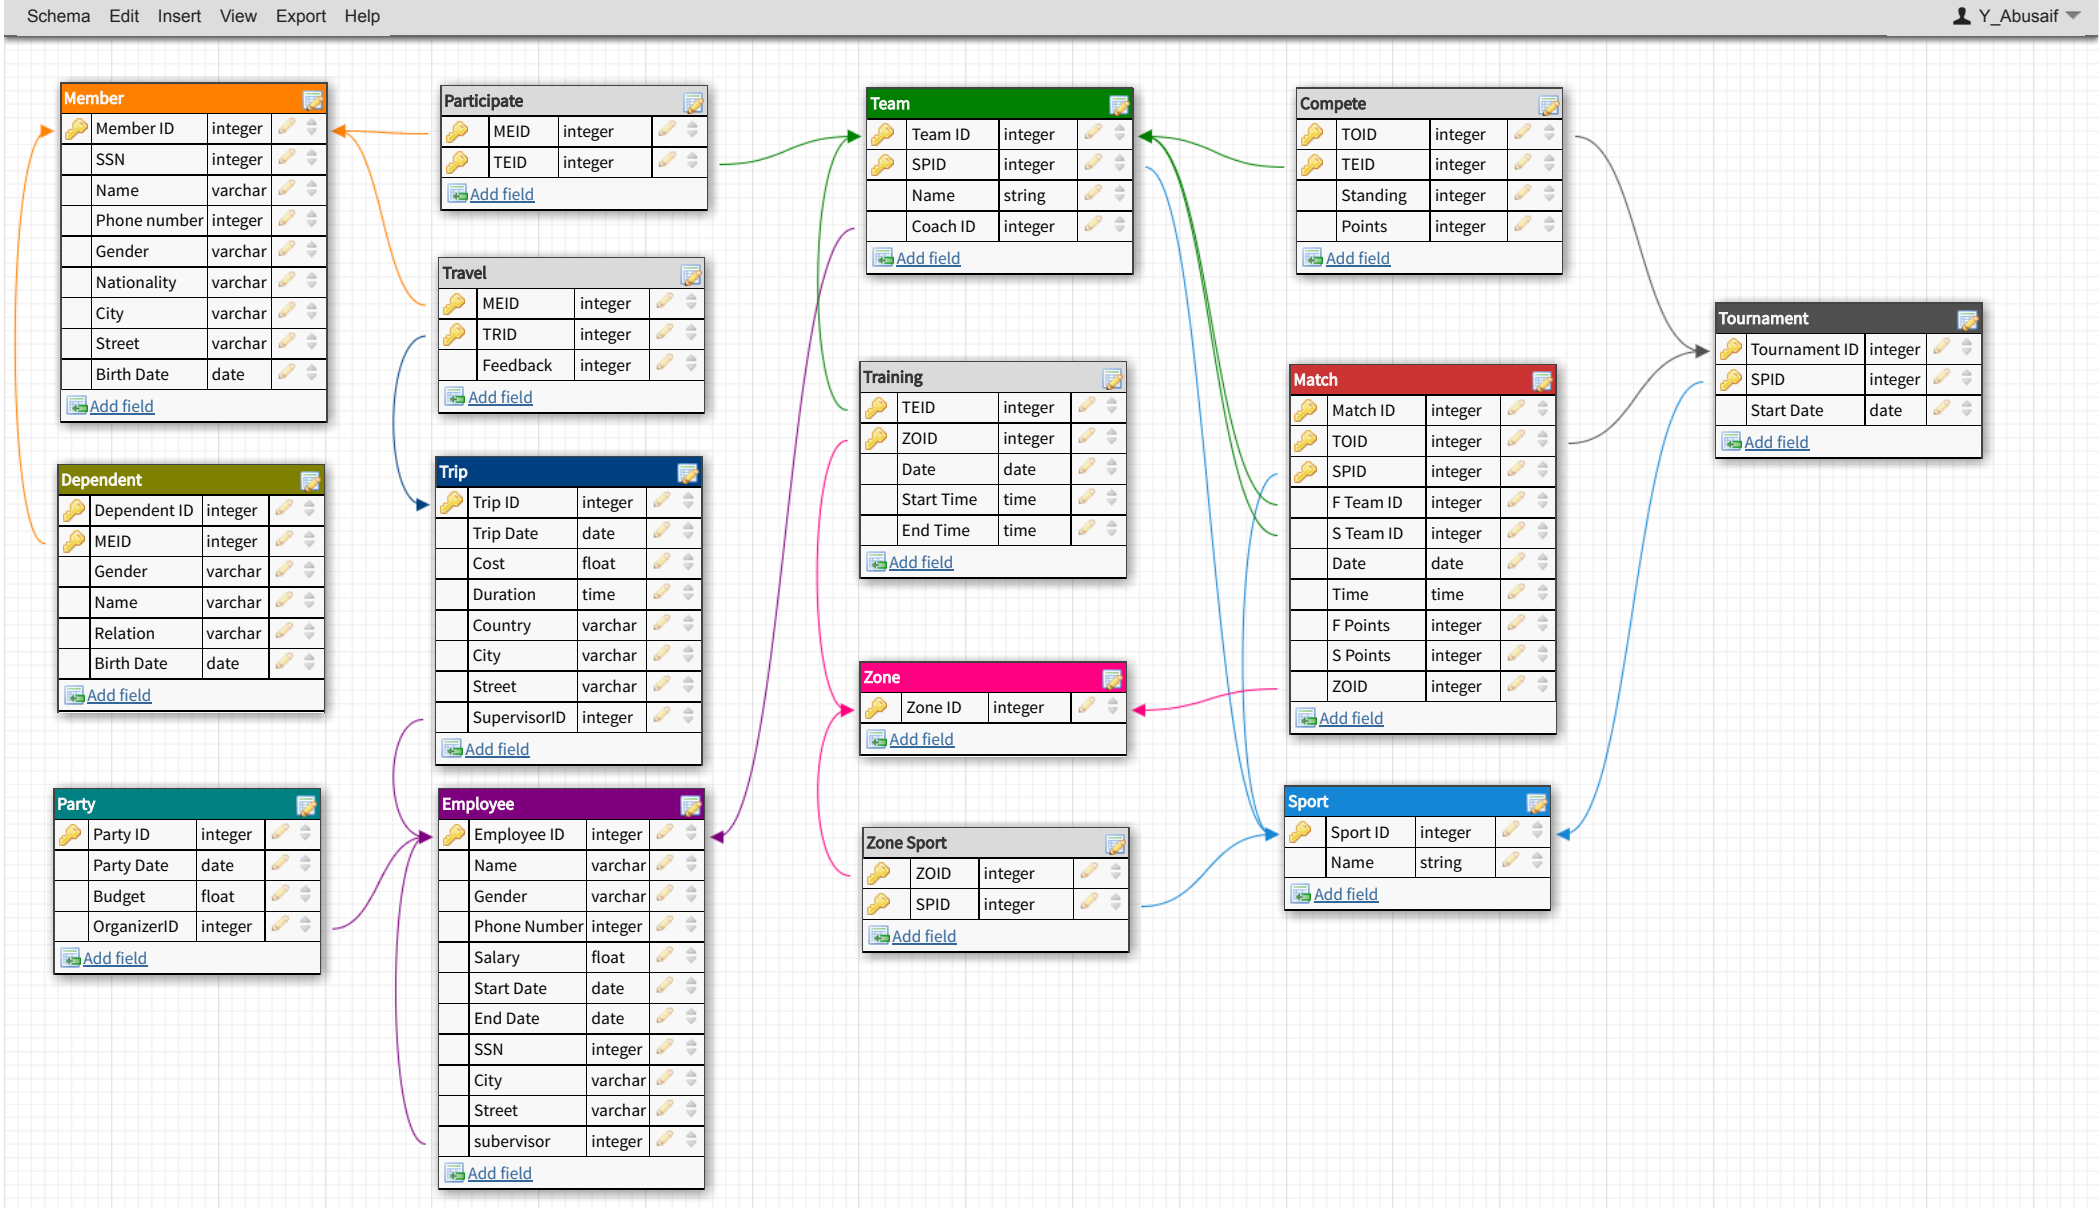 Schema Edit Insert View Export Help
Y_Abusaif
Member
Member ID integer
SSN integer
Name varchar
Phone number integer
Gender varchar
Nationality varchar
City varchar
Street varchar
Birth Date date
Add field
Dependent
Dependent ID integer
MEID integer
Gender varchar
Name varchar
Relation varchar
Birth Date date
Add field
Party
Party ID integer
Party Date date
Budget float
OrganizerID integer
Add field
Participate
MEID integer
TEID integer
Add field
Travel
MEID integer
TRID integer
Feedback integer
Add field
Trip
Trip ID integer
Trip Date date
Cost float
Duration time
Country varchar
City varchar
Street varchar
SupervisorID integer
Add field
Employee
Employee ID integer
Name varchar
Gender varchar
Phone Number integer
Salary float
Start Date date
End Date date
SSN integer
City varchar
Street varchar
subervisor integer
Add field
Team
Team ID integer
SPID integer
Name string
Coach ID integer
Add field
Training
TEID integer
ZOID integer
Date date
Start Time time
End Time time
Add field
Zone
Zone ID integer
Add field
Zone Sport
ZOID integer
SPID integer
Add field
Compete
TOID integer
TEID integer
Standing integer
Points integer
Add field
Match
Match ID integer
TOID integer
SPID integer
F Team ID integer
S Team ID integer
Date date
Time time
F Points integer
S Points integer
ZOID integer
Add field
Sport
Sport ID integer
Name string
Add field
Tournament
Tournament ID integer
SPID integer
Start Date date
Add field